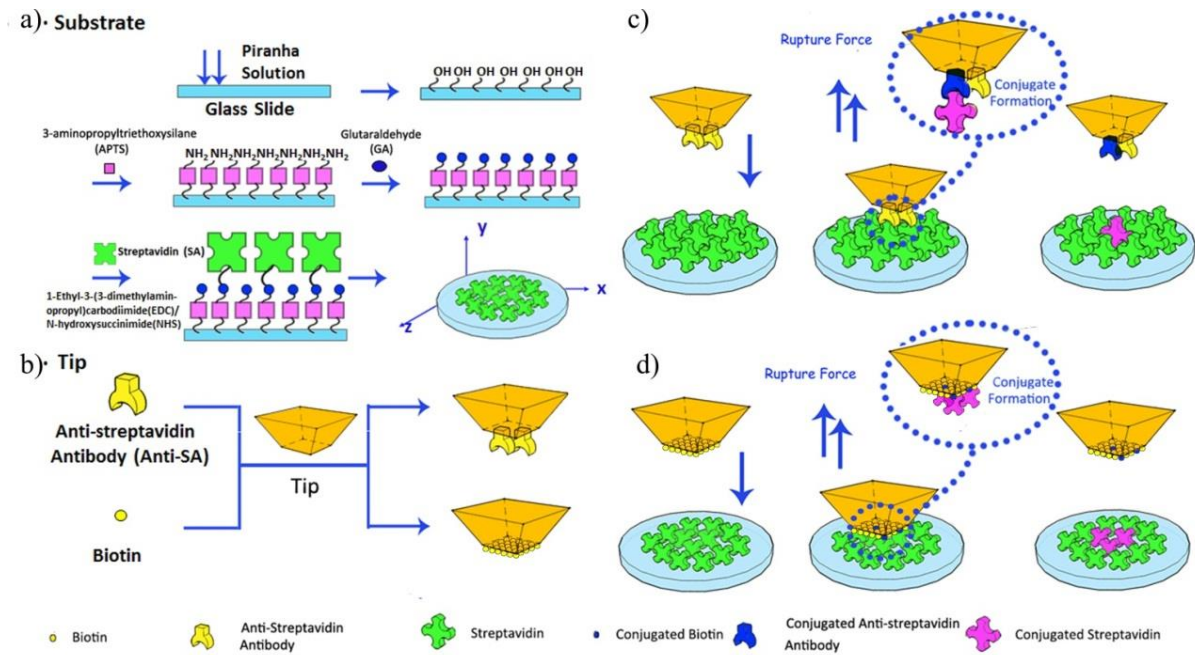 a)· Substrate
Piranha
Solution
Glass Slide
OH OH OH OH OH OH OH
3-aminopropyltriethoxysilane
(APTS)
NH2 NH2 NH2 NH2 NH2 NH2 NH2
Glutaraldehyde
(GA)
Streptavidin (SA)
1-Ethyl-3-(3-dimethylamin-
opropyl)carbodiimide(EDC)/
N-hydroxysuccinimide(NHS)
y
x
z
b)· Tip
Anti-streptavidin
Antibody (Anti-SA)
Tip
Biotin
c)
Rupture Force
Conjugate
Formation
d)
Rupture Force
Conjugate
Formation
Biotin
Anti-Streptavidin
Antibody
Streptavidin
Conjugated Biotin
Conjugated Anti-streptavidin
Antibody
Conjugated Streptavidin